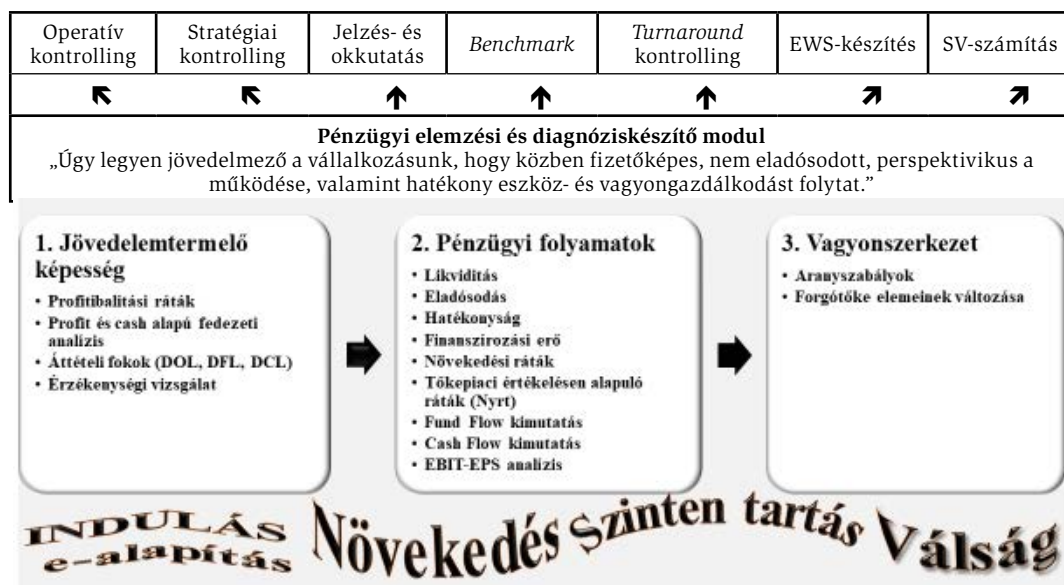 Operatív kontrolling
Stratégiai kontrolling
Jelzés- és okkutatás
Benchmark
Turnaround kontrolling
EWS-készítés
SV-számítás
Pénzügyi elemzési és diagnóziskészítő modul
„Úgy legyen jövedelmező a vállalkozásunk, hogy közben fizetőképes, nem eladósodott, perspektivikus a
működése, valamint hatékony eszköz- és vagyongazdálkodást folytat.”
1. Jövedelemtermelő
képesség
• Profitibalitási ráták
• Profit és cash alapú fedezeti
analízis
• Áttételi fokok (DOL, DFL, DCL)
• Érzékenységi vizsgálat
2. Pénzügyi folyamatok
• Likviditás
• Eladósodás
• Hatékonyság
• Finanszírozási erő
• Növekedési ráták
• Tőkepiaci értékelésen alapuló
ráták (Nyrt)
• Fund Flow kimutatás
• Cash Flow kimutatás
• EBIT-EPS analízis
3. Vagyonszerkezet
• Aranyszabályok
• Forgótőke elemeinek változása
INDULÁS
e-alapítás
Növekedés
Szinten tartás
Válság